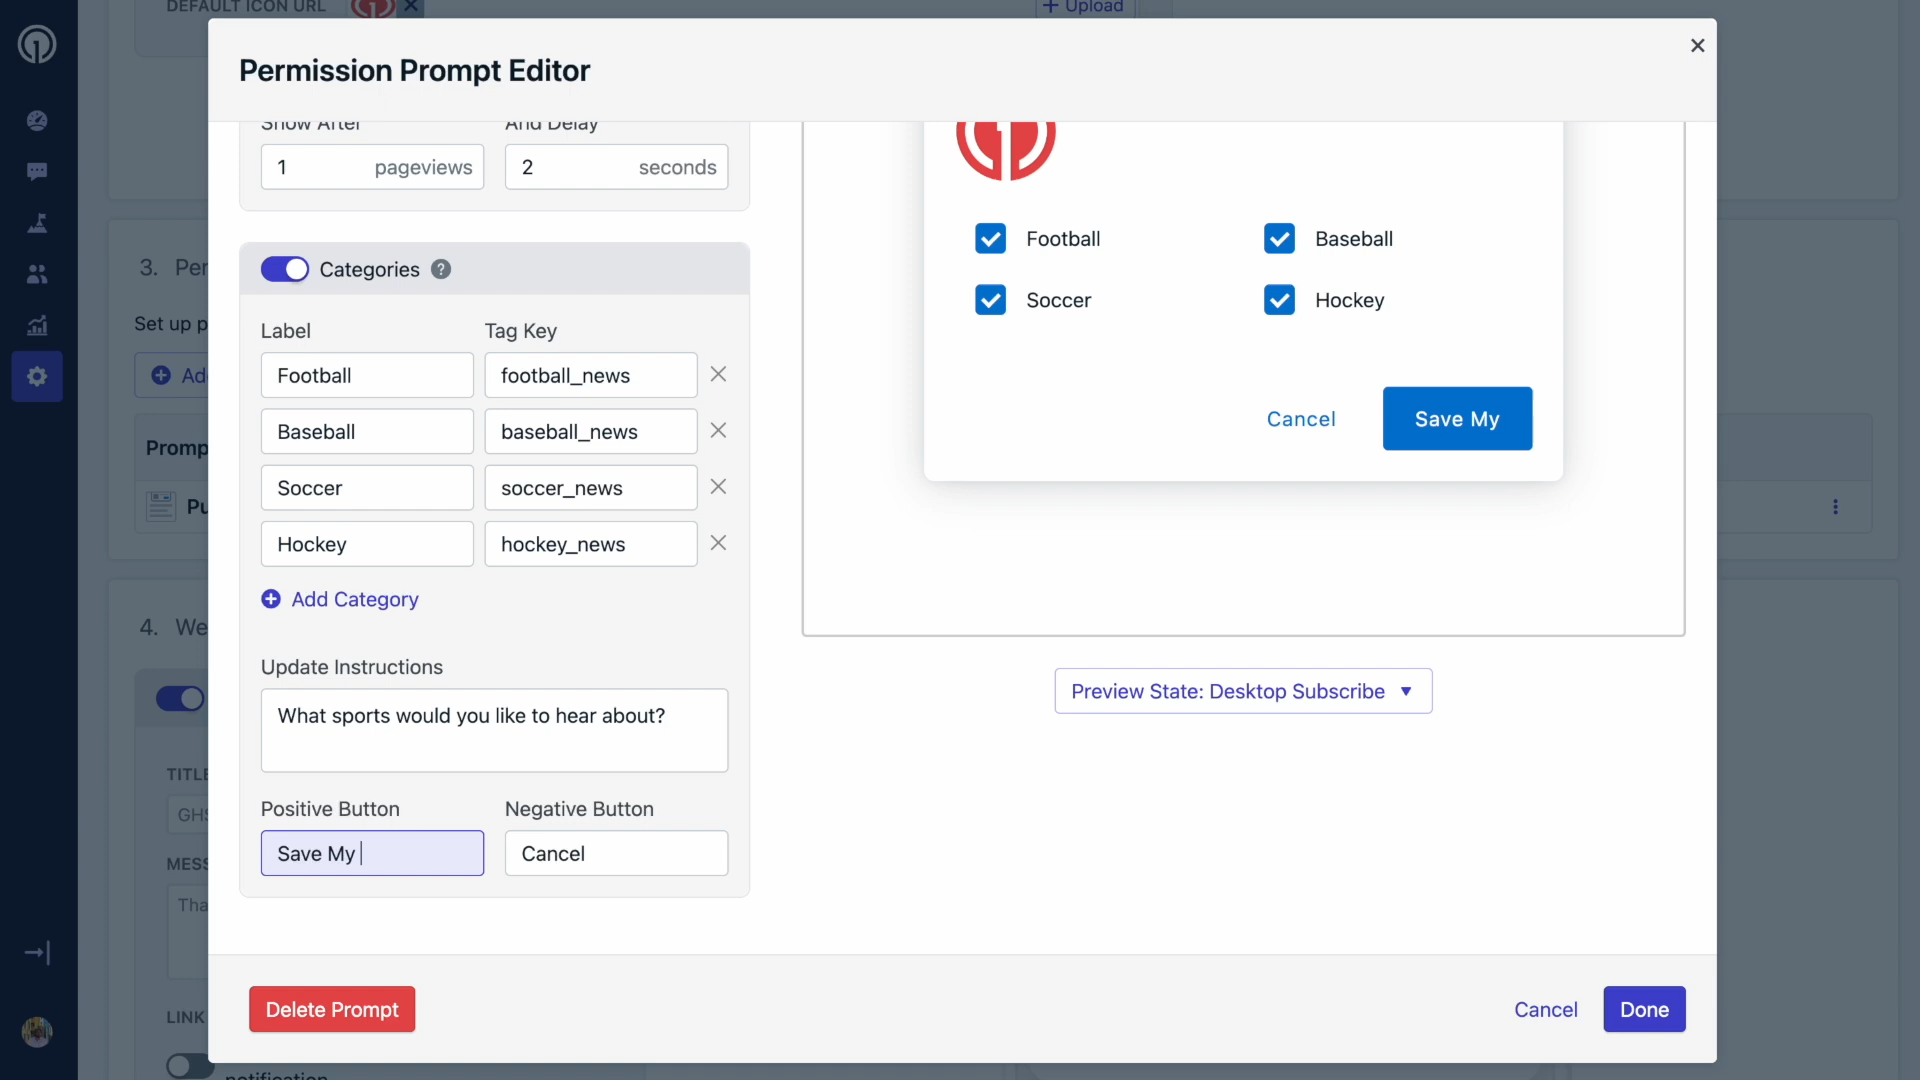 DEFAULT ICON URL
+ Upload
Permission Prompt Editor
Show After
And Delay
1 pageviews
2 seconds
Categories ?
Label
Tag Key
Football
football_news
Baseball
baseball_news
Soccer
soccer_news
Hockey
hockey_news
Add Category
Update Instructions
What sports would you like to hear about?
Positive Button
Negative Button
Save My
Cancel
Football
Baseball
Soccer
Hockey
Cancel
Save My
Preview State: Desktop Subscribe
Delete Prompt
Cancel
Done
3. Per
Set up p
Ad
Promp
Pu
4. We
TITLE
GHS
MESS
Tha
LINK
notification